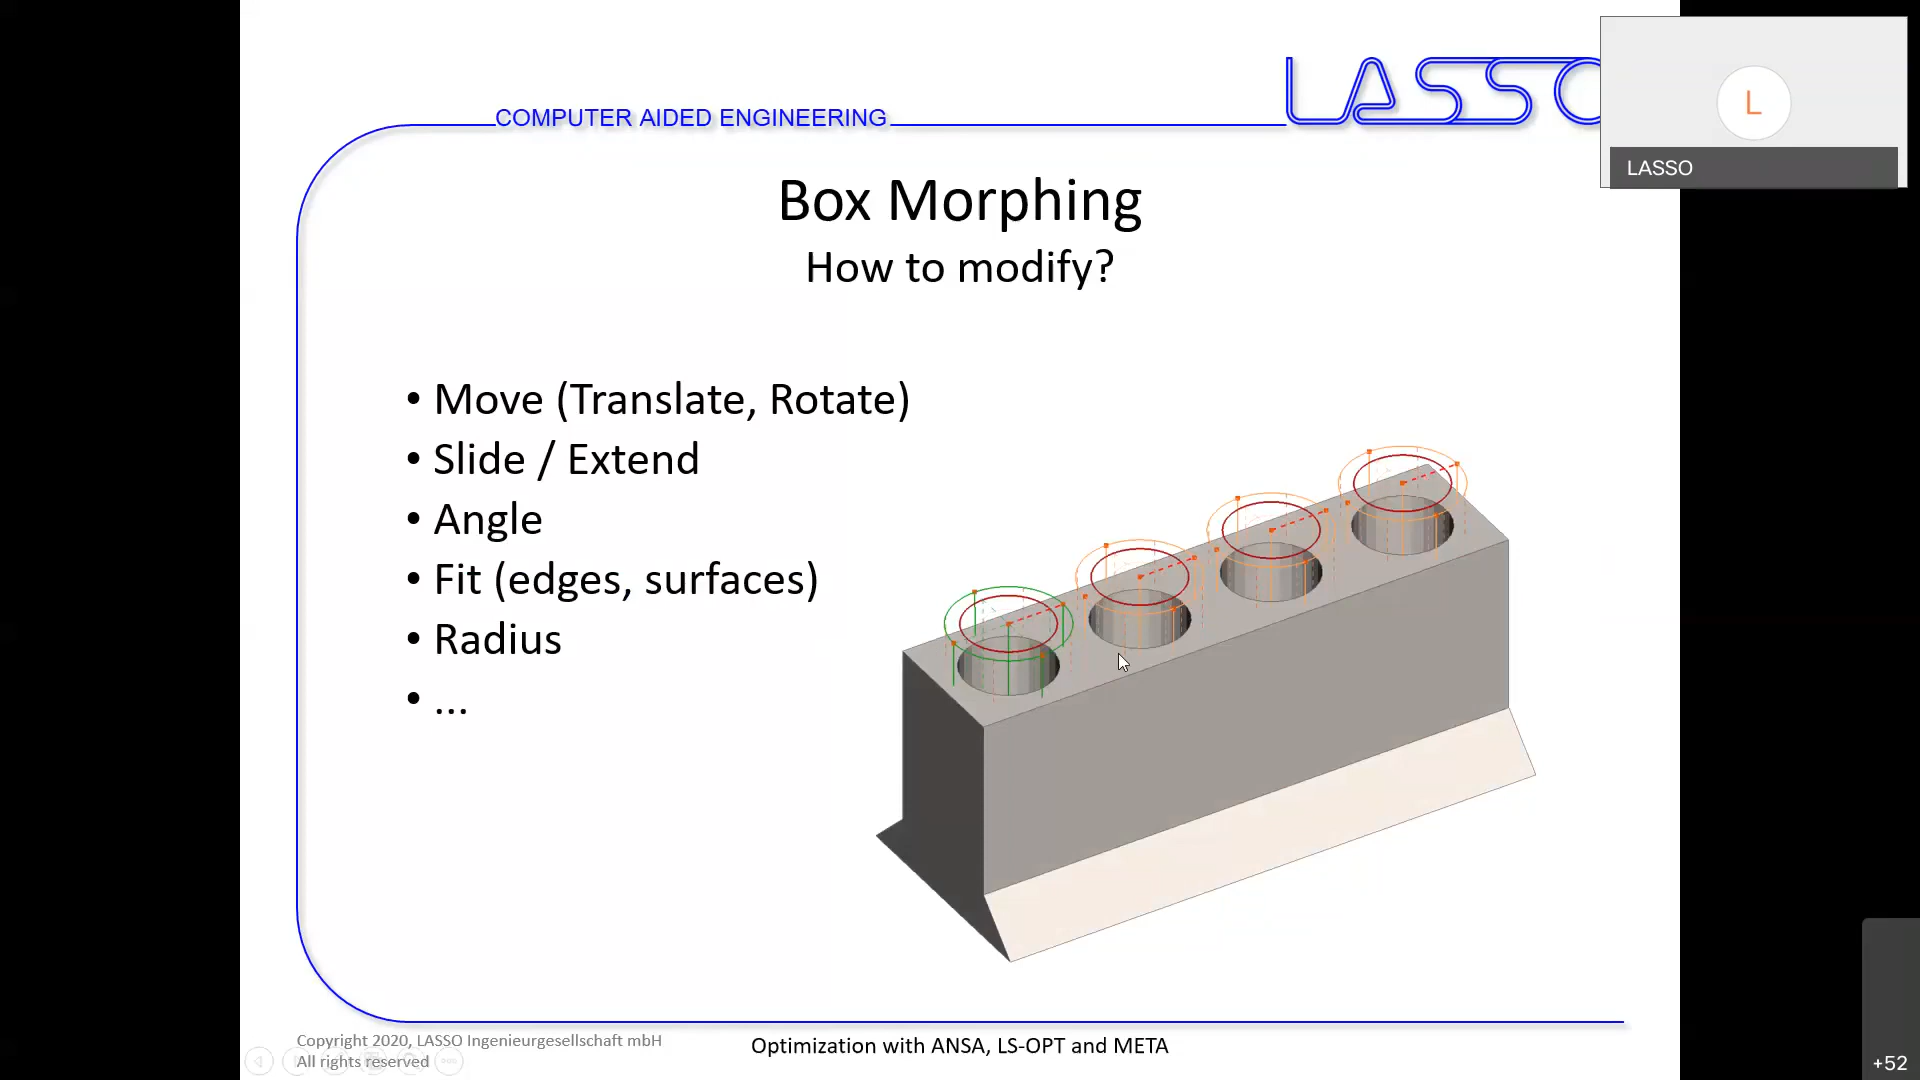 COMPUTER AIDED ENGINEERING
LASSO
L
LASSO
Box Morphing
How to modify?
• Move (Translate, Rotate)
• Slide / Extend
• Angle
• Fit (edges, surfaces)
• Radius
• ...
Copyright 2020, LASSO Ingenieurgesellschaft mbH
All rights reserved
Optimization with ANSA, LS-OPT and META
+52